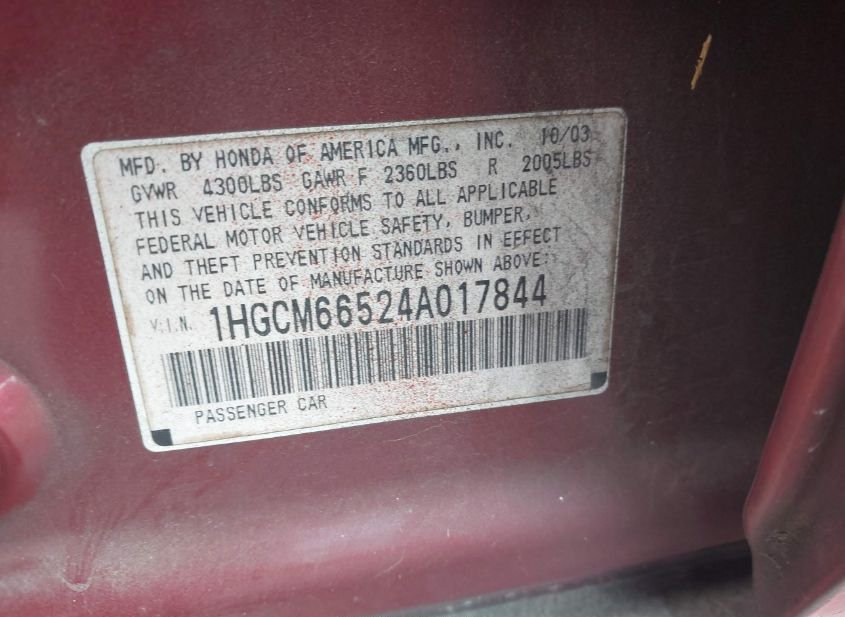 MFD. BY HONDA OF AMERICA MFG., INC. 10/03
GVWR 4300LBS GAWR F 2360LBS R 2005LBS
THIS VEHICLE CONFORMS TO ALL APPLICABLE
FEDERAL MOTOR VEHICLE SAFETY, BUMPER,
AND THEFT PREVENTION STANDARDS IN EFFECT
ON THE DATE OF MANUFACTURE SHOWN ABOVE:
V.I.N. 1HGCM66524A017844
PASSENGER CAR